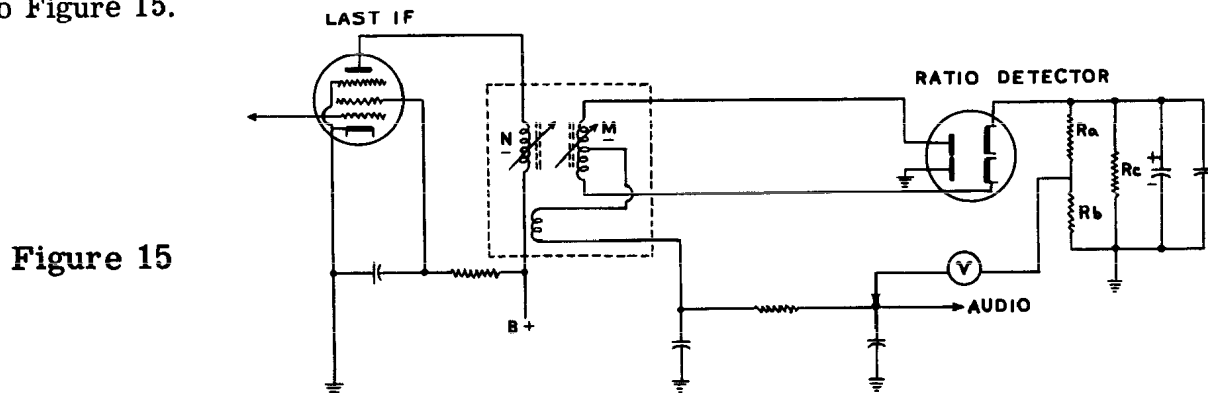 o Figure 15.
LAST IF
RATIO DETECTOR
N
M
Ra
Rc
+
-
Rb
Figure 15
V
AUDIO
B+